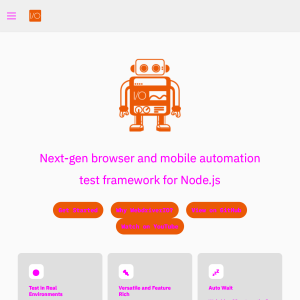 I/O
I/O
Next-gen browser and mobile automation
test framework for Node.js
Get Started
Why WebdriverIO?
View on GitHub
Watch on YouTube
Test in Real
Environments
Versatile and Feature
Rich
Auto Wait